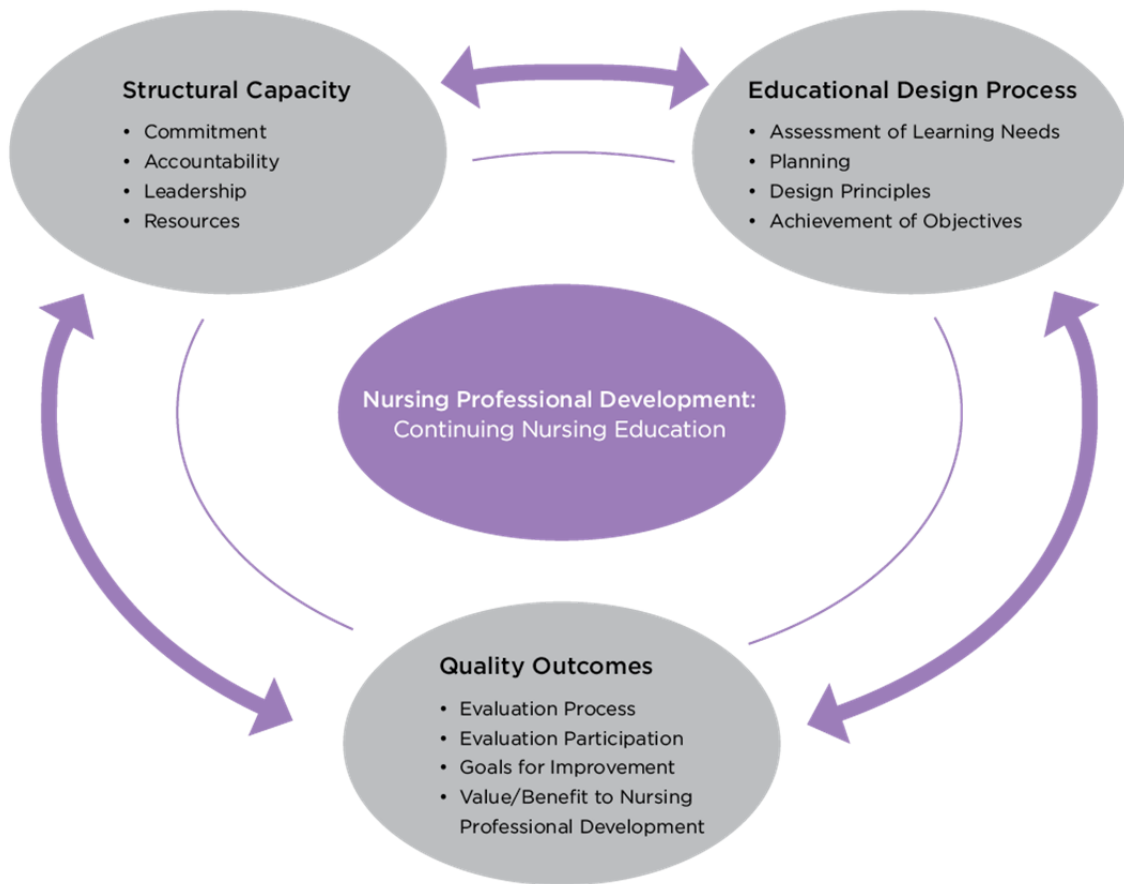 Structural Capacity
• Commitment
• Accountability
• Leadership
• Resources
Educational Design Process
• Assessment of Learning Needs
• Planning
• Design Principles
• Achievement of Objectives
Nursing Professional Development:
Continuing Nursing Education
Quality Outcomes
• Evaluation Process
• Evaluation Participation
• Goals for Improvement
• Value/Benefit to Nursing
Professional Development